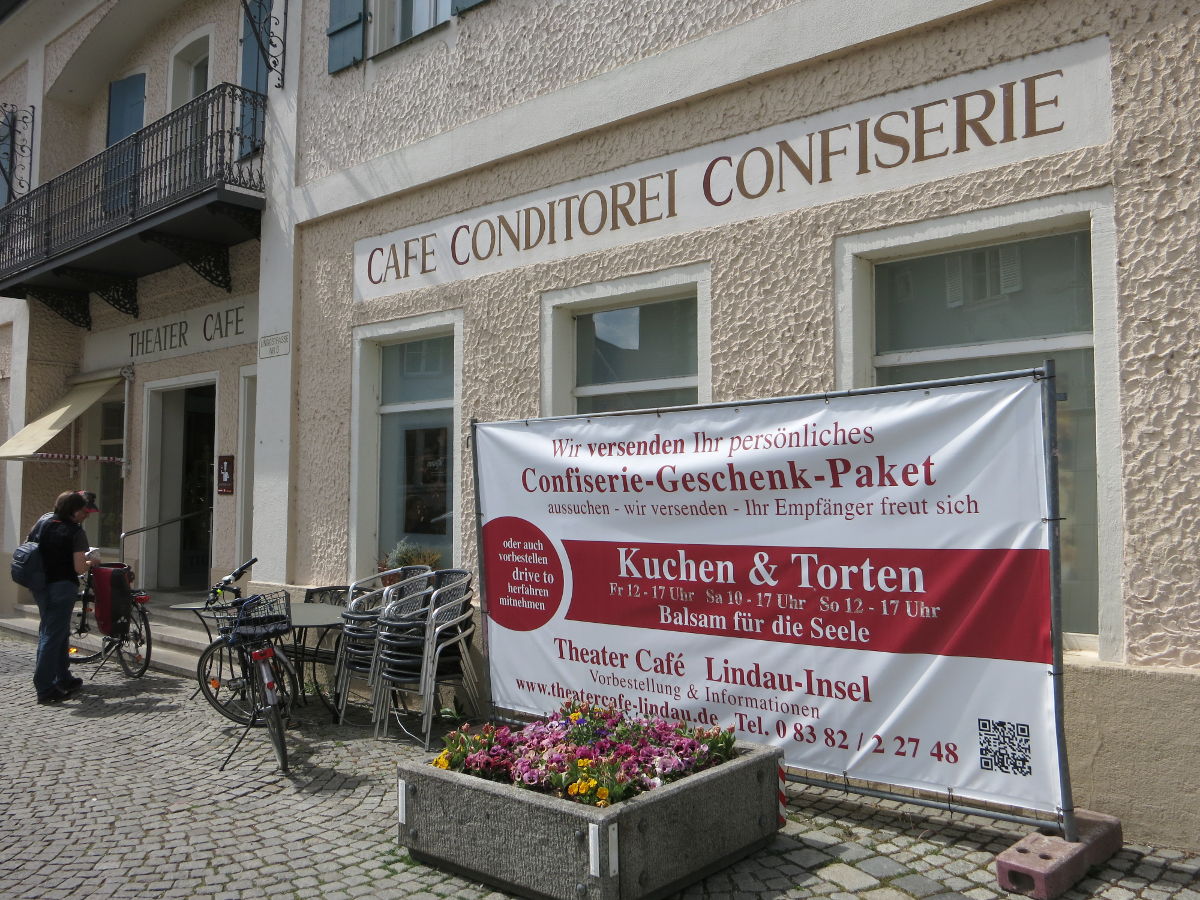 CAFE CONDITOREI CONFISERIE
THEATER CAFE
Wir versenden Ihr persönliches
Confiserie-Geschenk-Paket
aussuchen - wir versenden - Ihr Empfänger freut sich
oder auch
vorbestellen
drive to
herfahren
mitnehmen
Kuchen & Torten
Fr 12 - 17 Uhr Sa 10 - 17 Uhr So 12 - 17 Uhr
Balsam für die Seele
Theater Café Lindau-Insel
Vorbestellung & Informationen
www.theatercafe-lindau.de Tel. 0 83 82 / 2 27 48